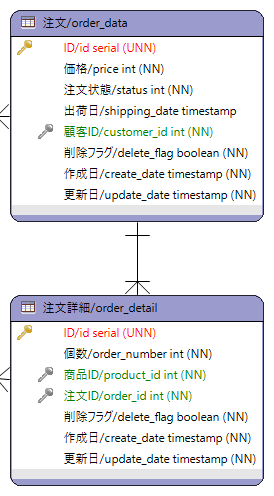 注文/order_data
ID/id serial (UNN)
価格/price int (NN)
注文状態/status int (NN)
出荷日/shipping_date timestamp
顧客ID/customer_id int (NN)
削除フラグ/delete_flag boolean (NN)
作成日/create_date timestamp (NN)
更新日/update_date timestamp (NN)
注文詳細/order_detail
ID/id serial (UNN)
個数/order_number int (NN)
商品ID/product_id int (NN)
注文ID/order_id int (NN)
削除フラグ/delete_flag boolean (NN)
作成日/create_date timestamp (NN)
更新日/update_date timestamp (NN)